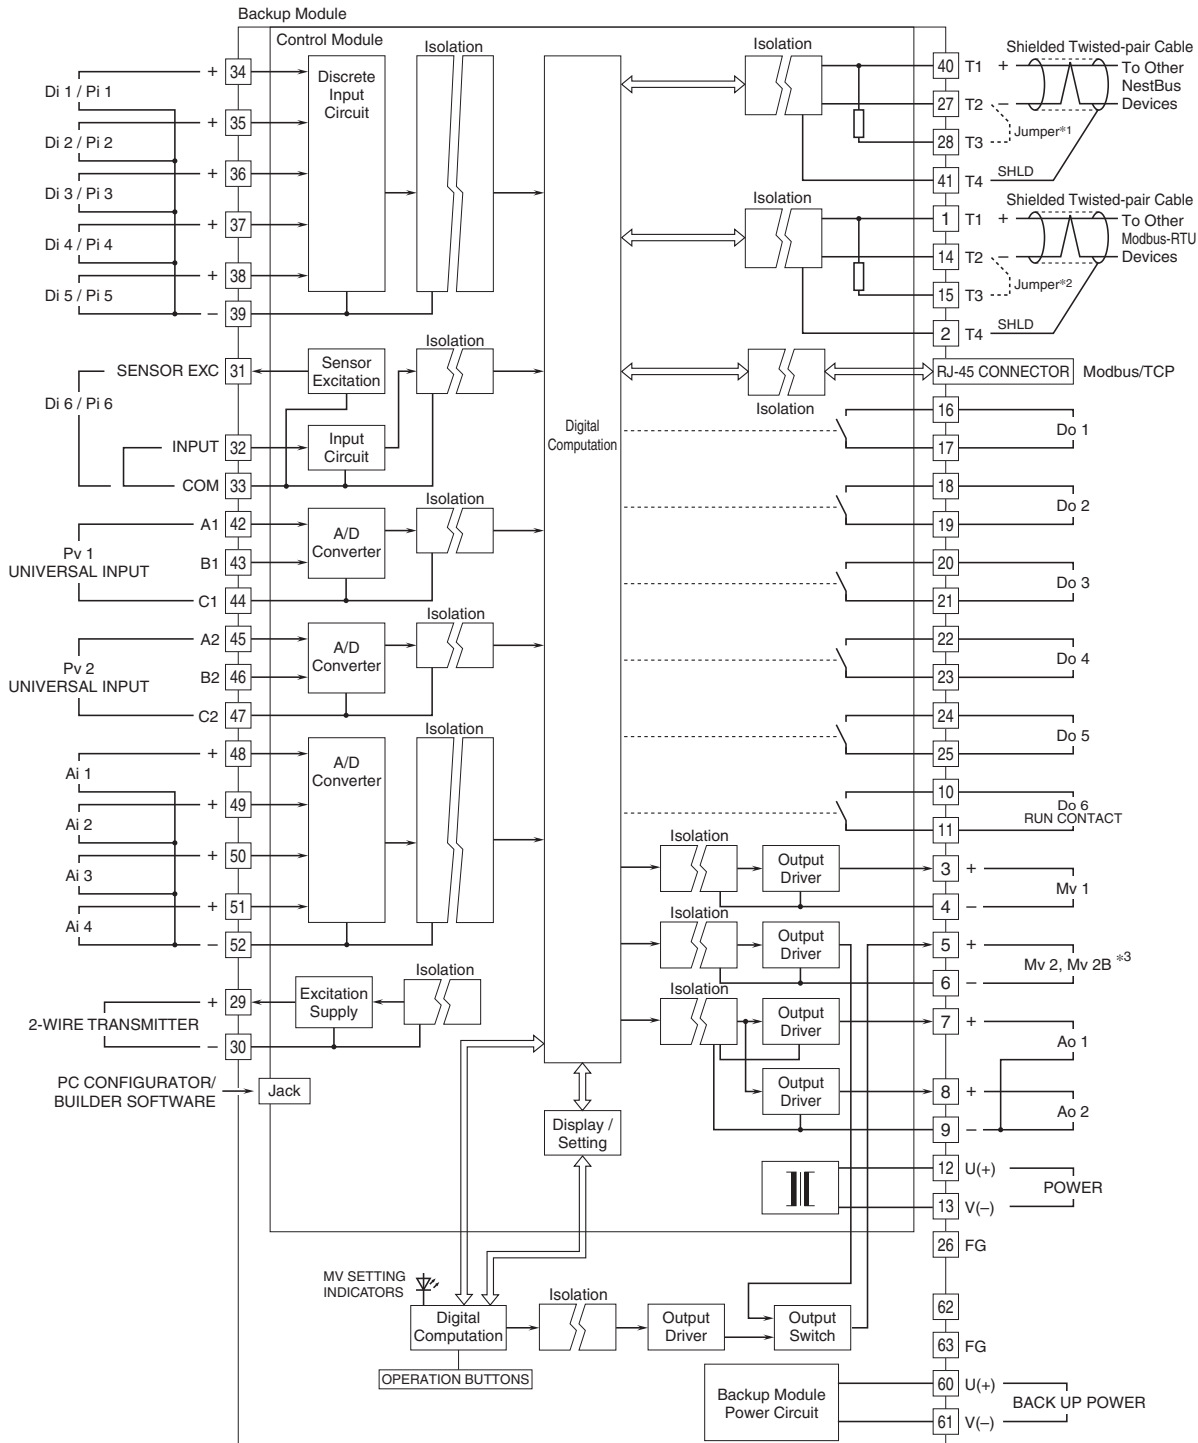 Backup Module
Control Module
Isolation
Di 1 / Pi 1
Di 2 / Pi 2
Di 3 / Pi 3
Di 4 / Pi 4
Di 5 / Pi 5
+ 34
+ 35
+ 36
+ 37
+ 38
– 39
Discrete
Input
Circuit
SENSOR EXC 31
Di 6 / Pi 6
INPUT 32
COM 33
Sensor
Excitation
Input
Circuit
Isolation
Pv 1
UNIVERSAL INPUT
A1 42
B1 43
C1 44
A/D
Converter
Isolation
Pv 2
UNIVERSAL INPUT
A2 45
B2 46
C2 47
A/D
Converter
Isolation
Ai 1
Ai 2
Ai 3
Ai 4
+ 48
+ 49
+ 50
+ 51
– 52
A/D
Converter
Isolation
2-WIRE TRANSMITTER
+ 29
– 30
Excitation
Supply
Isolation
PC CONFIGURATOR/
BUILDER SOFTWARE
Jack
Digital
Computation
Display /
Setting
Isolation
40 T1 +
27 T2 –
28 T3
41 T4 SHLD
Jumper*1
Shielded Twisted-pair Cable
To Other
NestBus
Devices
Isolation
1 T1 +
14 T2 –
15 T3
2 T4 SHLD
Jumper*2
Shielded Twisted-pair Cable
To Other
Modbus-RTU
Devices
Isolation
RJ-45 CONNECTOR Modbus/TCP
16
17
Do 1
18
19
Do 2
20
21
Do 3
22
23
Do 4
24
25
Do 5
10
11
Do 6
RUN CONTACT
Isolation
Output
Driver
3 +
4 –
Mv 1
Isolation
Output
Driver
5 +
6 –
Mv 2, Mv 2B *3
Isolation
Output
Driver
7 +
Ao 1
Output
Driver
8 +
9 –
Ao 2
12 U(+)
13 V(–)
POWER
26 FG
62
63 FG
MV SETTING
INDICATORS
Digital
Computation
OPERATION BUTTONS
Isolation
Output
Driver
Output
Switch
Backup Module
Power Circuit
60 U(+)
61 V(–)
BACK UP POWER